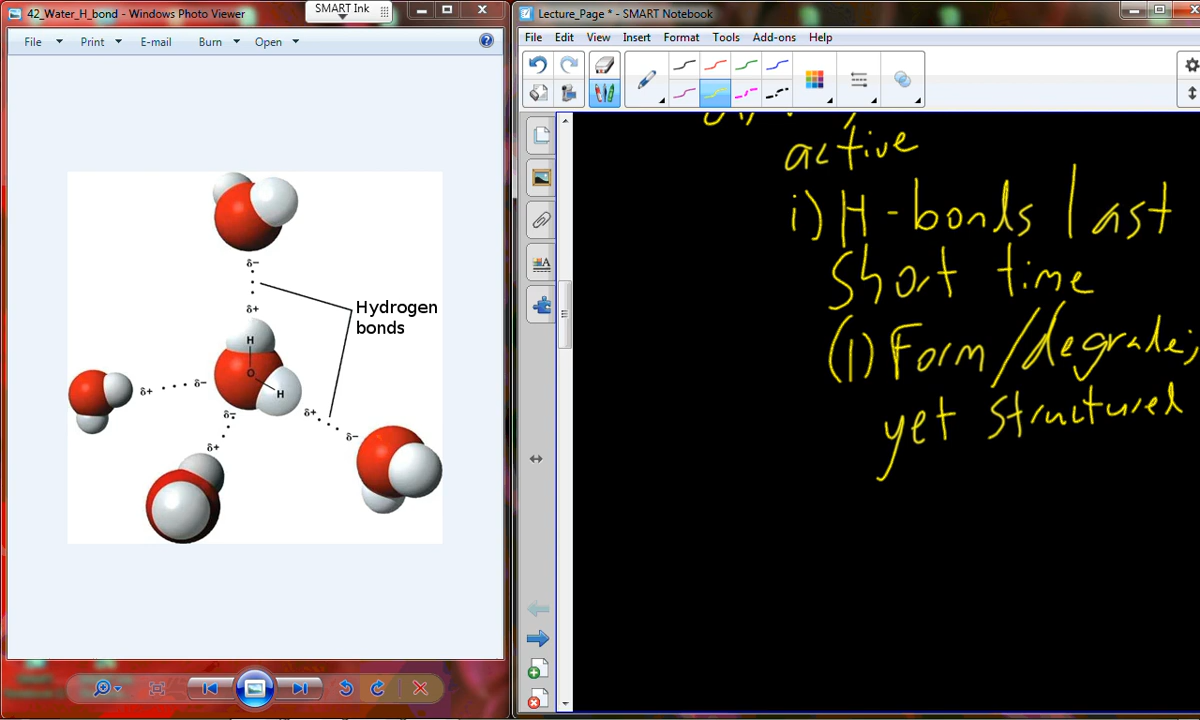 42_Water_H_bond - Windows Photo Viewer
SMART Ink
File Print E-mail Burn Open
δ-
δ+
Hydrogen
bonds
H
O
H
δ+
δ-
δ-
δ+
δ-
δ+
Lecture_Page * - SMART Notebook
File Edit View Insert Format Tools Add-ons Help
active
i) H-bonds last
short time
(1) Form/degrade;
yet structured